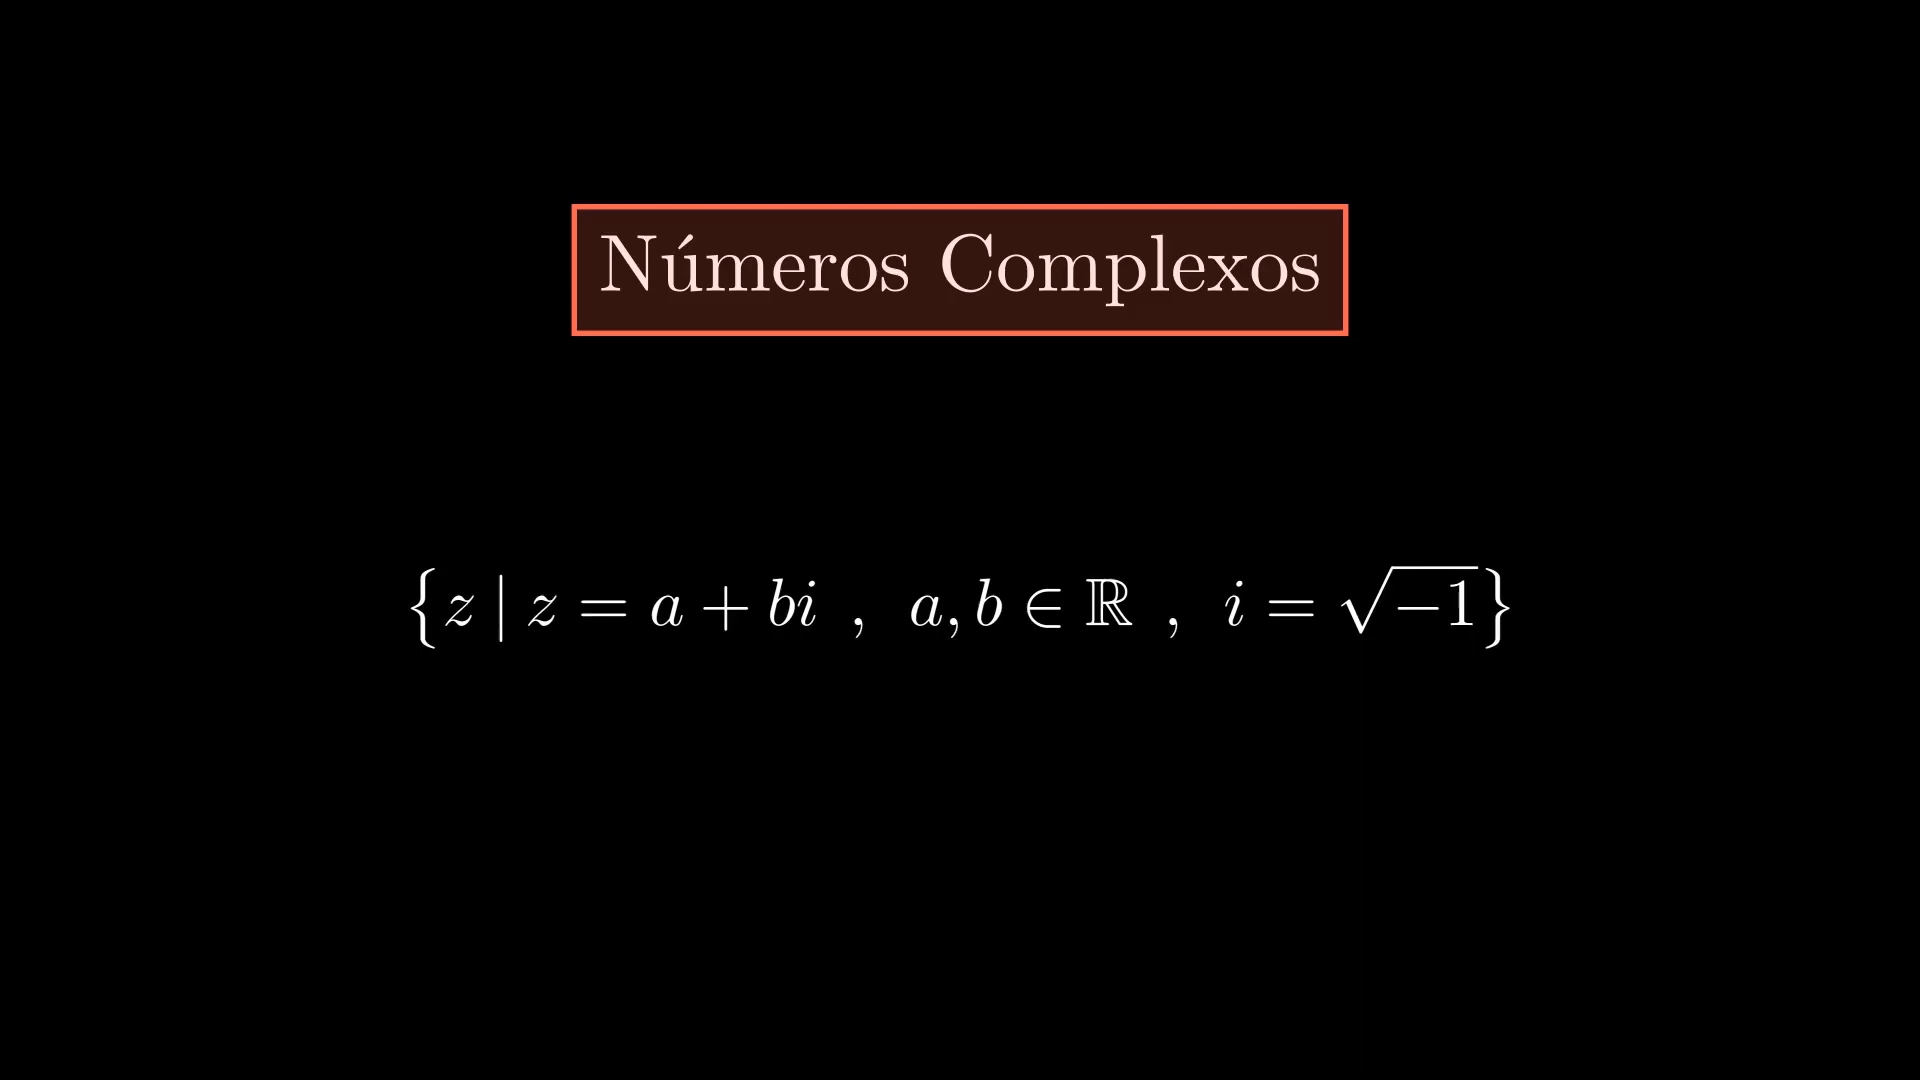 Números Complexos
{z | z = a + bi , a, b ∈ ℝ , i = √−1}